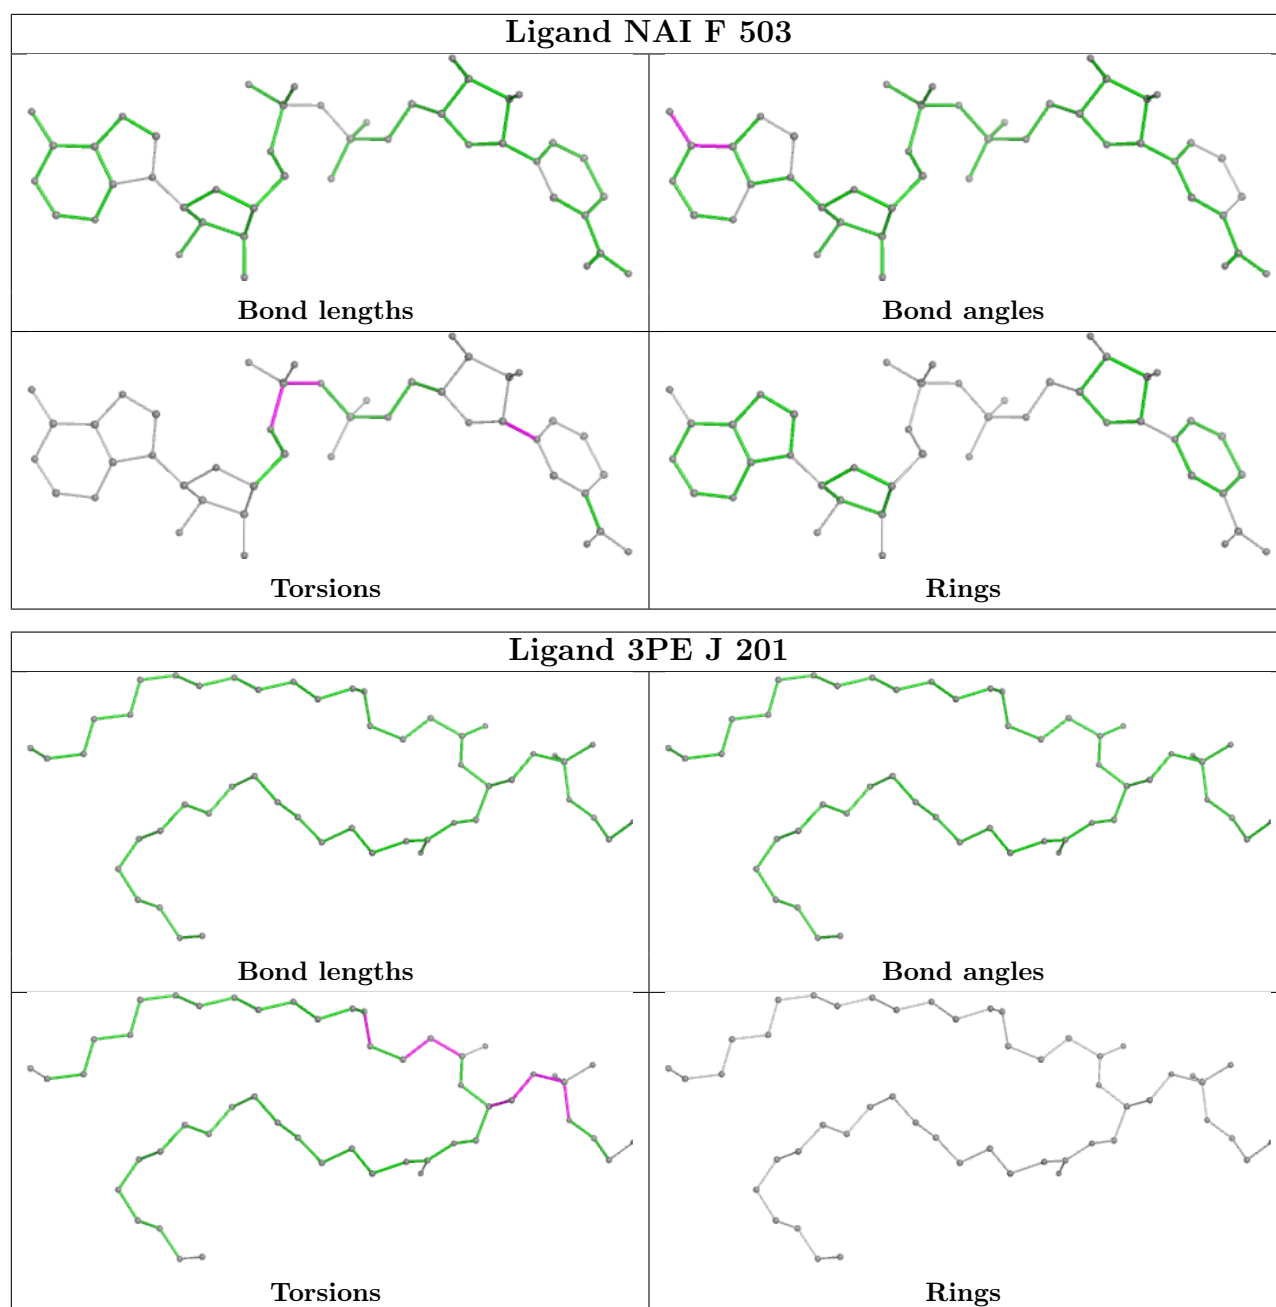 Ligand NAI F 503
Bond lengths
Bond angles
Torsions
Rings
Ligand 3PE J 201
Bond lengths
Bond angles
Torsions
Rings